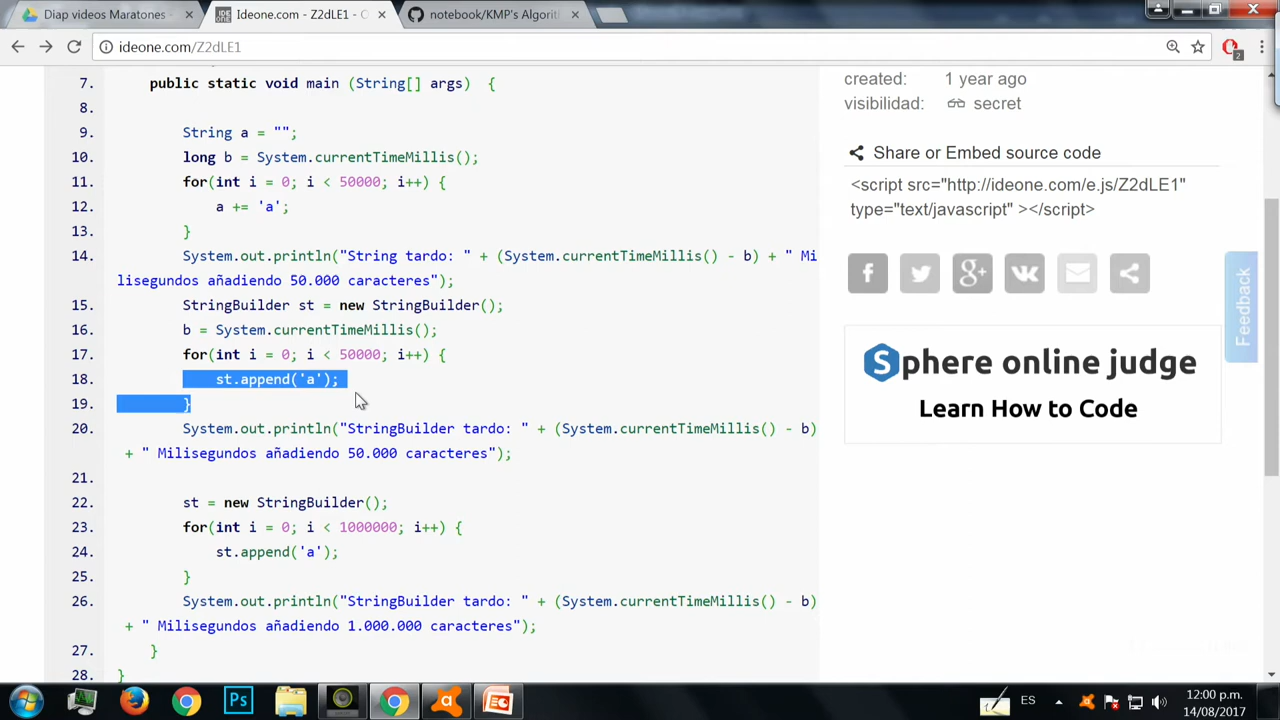 Diap videos Maratones -
Ideone.com - Z2dLE1 - O
notebook/KMP's Algorit
ideone.com/Z2dLE1
2
7. public static void main (String[] args) {
8.
9. String a = "";
10. long b = System.currentTimeMillis();
11. for(int i = 0; i < 50000; i++) {
12. a += 'a';
13. }
14. System.out.println("String tardo: " + (System.currentTimeMillis() - b) + " Mi
lisegundos añadiendo 50.000 caracteres");
15. StringBuilder st = new StringBuilder();
16. b = System.currentTimeMillis();
17. for(int i = 0; i < 50000; i++) {
18. st.append('a');
19. }
20. System.out.println("StringBuilder tardo: " + (System.currentTimeMillis() - b)
+ " Milisegundos añadiendo 50.000 caracteres");
21.
22. st = new StringBuilder();
23. for(int i = 0; i < 1000000; i++) {
24. st.append('a');
25. }
26. System.out.println("StringBuilder tardo: " + (System.currentTimeMillis() - b)
+ " Milisegundos añadiendo 1.000.000 caracteres");
27. }
28. }
created: 1 year ago
visibilidad: secret
Share or Embed source code
<script src="http://ideone.com/e.js/Z2dLE1"
type="text/javascript" ></script>
Feedback
Sphere online judge
Learn How to Code
Ps
ES
12:00 p.m.
14/08/2017